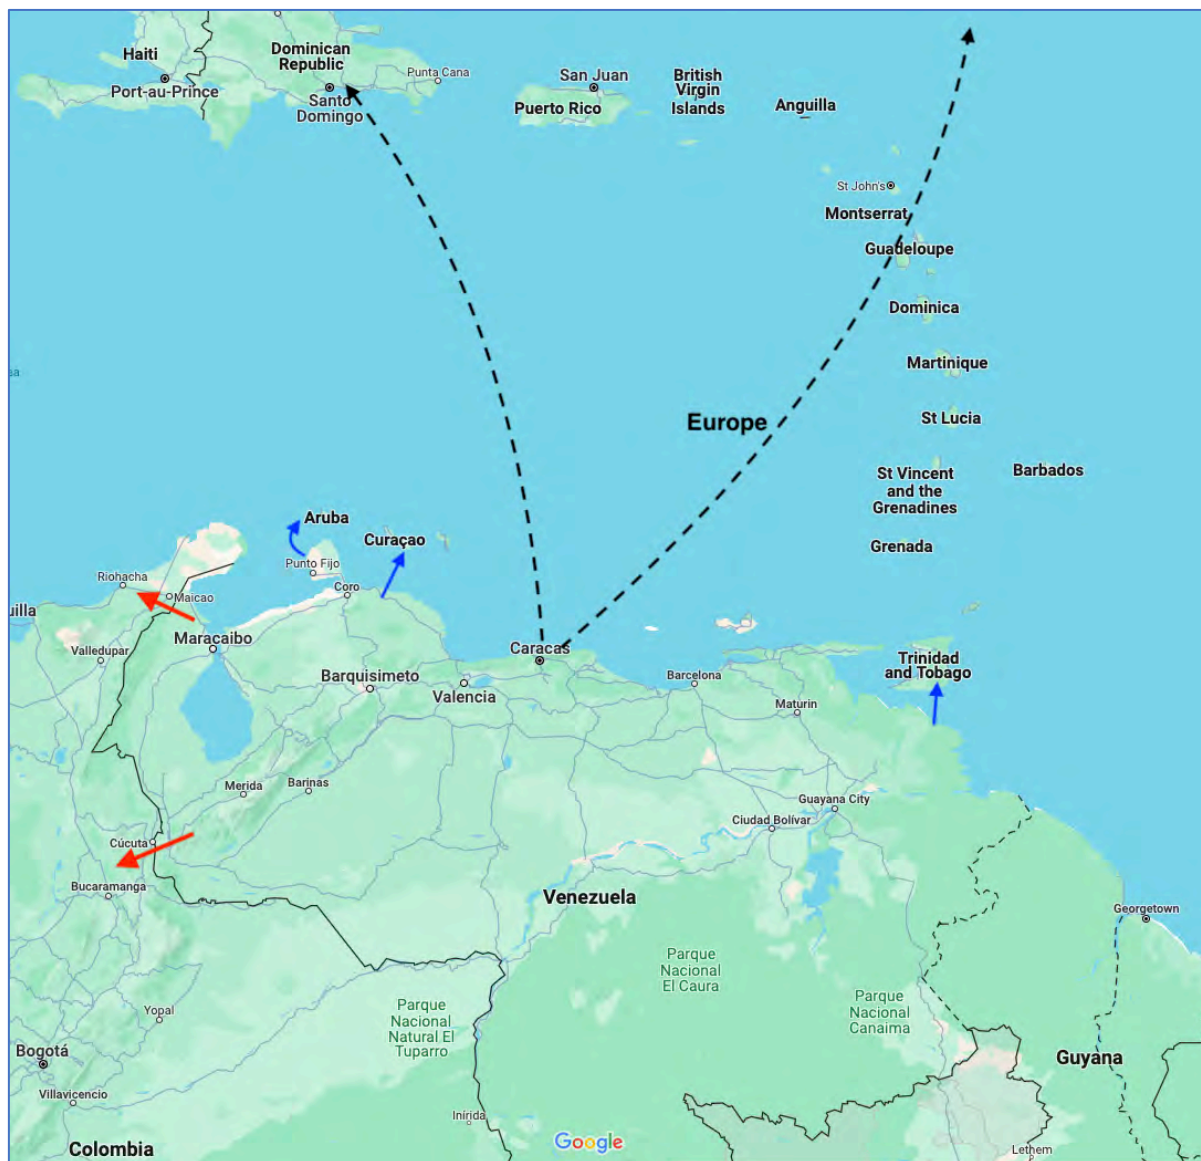 Haiti
Port-au-Prince
Dominican
Republic
Santo
Domingo
Punta Cana
San Juan
Puerto Rico
British
Virgin
Islands
Anguilla
St John's
Montserrat
Guadeloupe
Dominica
Martinique
St Lucia
Europe
St Vincent
and the
Grenadines
Barbados
Grenada
Aruba
Curaçao
Punto Fijo
Riohacha
Maicao
Coro
uilla
Maracaibo
Valledupar
Caracas
Barquisimeto
Valencia
Barcelona
Trinidad
and Tobago
Maturin
Merida
Barinas
Guayana City
Ciudad Bolívar
Cúcuta
Bucaramanga
Venezuela
Georgetown
Parque
Nacional
El Caura
Parque
Nacional
Canaima
Parque
Nacional
Natural El
Tuparro
Yopal
Bogotá
Villavicencio
Guyana
Inírida
Colombia
Google
Lethem